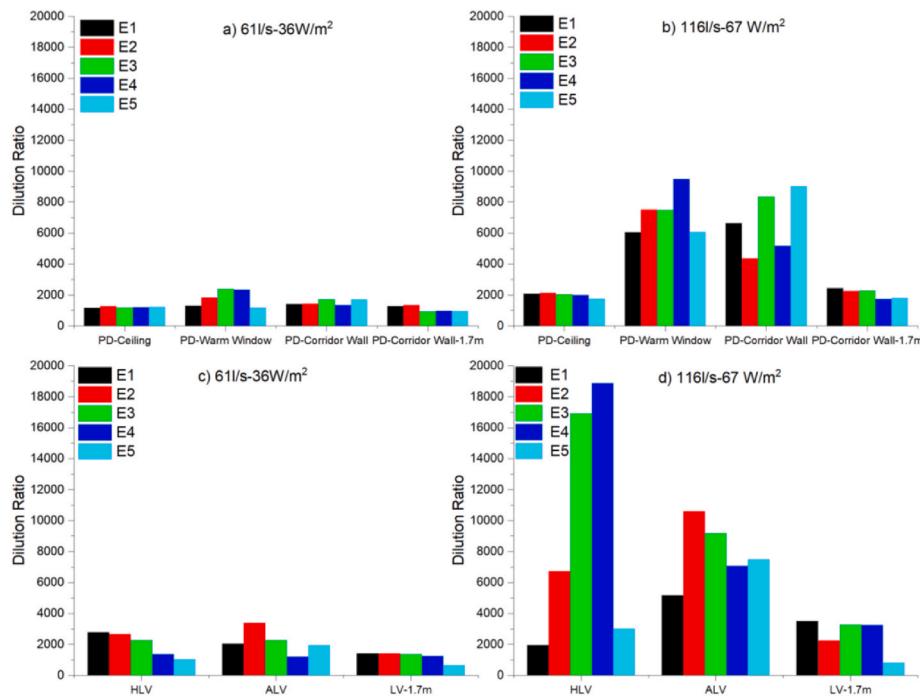 a) 61l/s-36W/m²
E1
E2
E3
E4
E5
Dilution Ratio
20000
18000
16000
14000
12000
10000
8000
6000
4000
2000
0
PD-Ceiling PD-Warm Window PD-Corridor Wall PD-Corridor Wall-1.7m
b) 116l/s-67 W/m²
E1
E2
E3
E4
E5
Dilution Ratio
20000
18000
16000
14000
12000
10000
8000
6000
4000
2000
0
PD-Ceiling PD-Warm Window PD-Corridor Wall PD-Corridor Wall-1.7m
c) 61l/s-36W/m²
E1
E2
E3
E4
E5
Dilution Ratio
20000
18000
16000
14000
12000
10000
8000
6000
4000
2000
0
HLV ALV LV-1.7m
d) 116l/s-67 W/m²
E1
E2
E3
E4
E5
Dilution Ratio
20000
18000
16000
14000
12000
10000
8000
6000
4000
2000
0
HLV ALV LV-1.7m